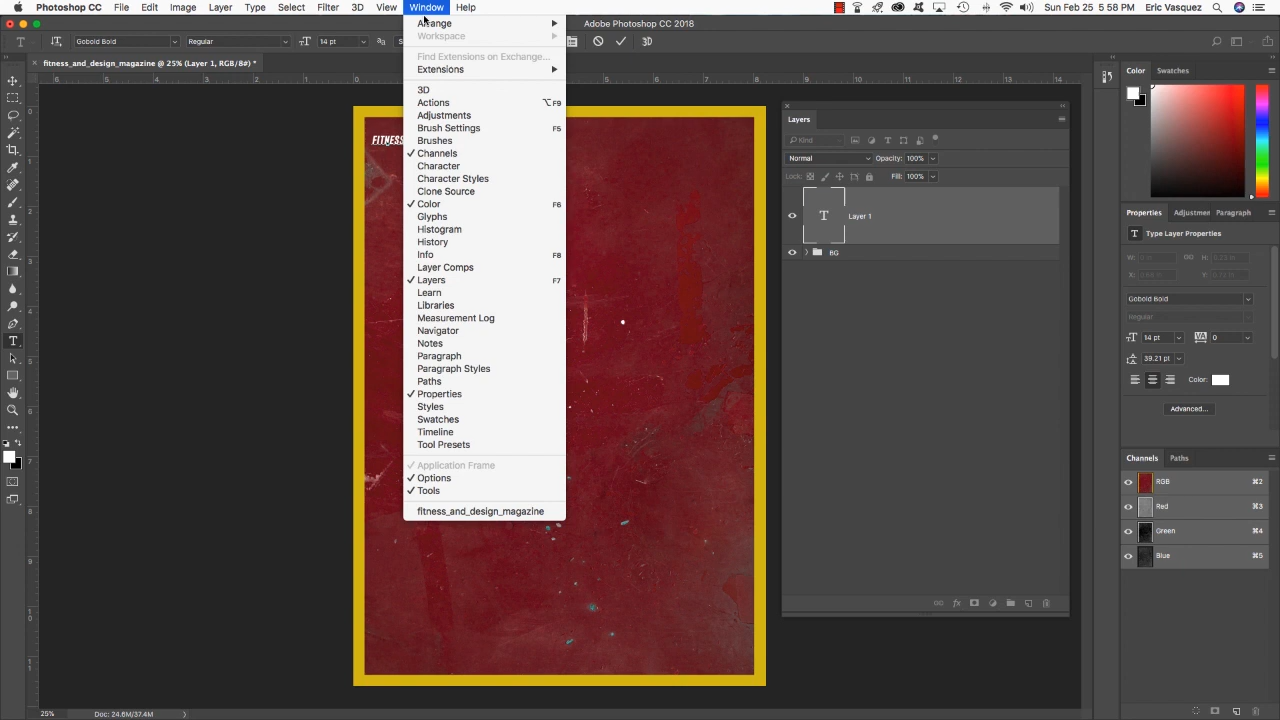 Photoshop CC File Edit Image Layer Type Select Filter 3D View Window Help Sun Mar 25 5:58 PM Eric Vasquez
Adobe Photoshop CC 2018
Gobold Bold Regular 14 pt aa 3D
fitness_and_design_magazine @ 25% (Layer 1, RGB/8#) *
Arrange
Workspace
Find Extensions on Exchange...
Extensions
3D
Actions ⌥F9
Adjustments
Brush Settings F5
Brushes
✓ Channels
Character
Character Styles
Clone Source
✓ Color F6
Glyphs
Histogram
History
Info F8
Layer Comps
✓ Layers F7
Learn
Libraries
Measurement Log
Navigator
Notes
Paragraph
Paragraph Styles
Paths
✓ Properties
Styles
Swatches
Timeline
Tool Presets
✓ Application Frame
✓ Options
✓ Tools
fitness_and_design_magazine
FITNESS
Layers
Kind
Normal Opacity: 100%
Lock: Fill: 100%
T Layer 1
BG
Color Swatches
Properties Adjustmen Paragraph
T Type Layer Properties
W: H:
X: Y:
Gobold Bold
Regular
14 pt VA 0
39.21 pt
Color:
Advanced...
Channels Paths
RGB ⌘2
Red ⌘3
Green ⌘4
Blue ⌘5
25% Doc: 24.6M/37.4M